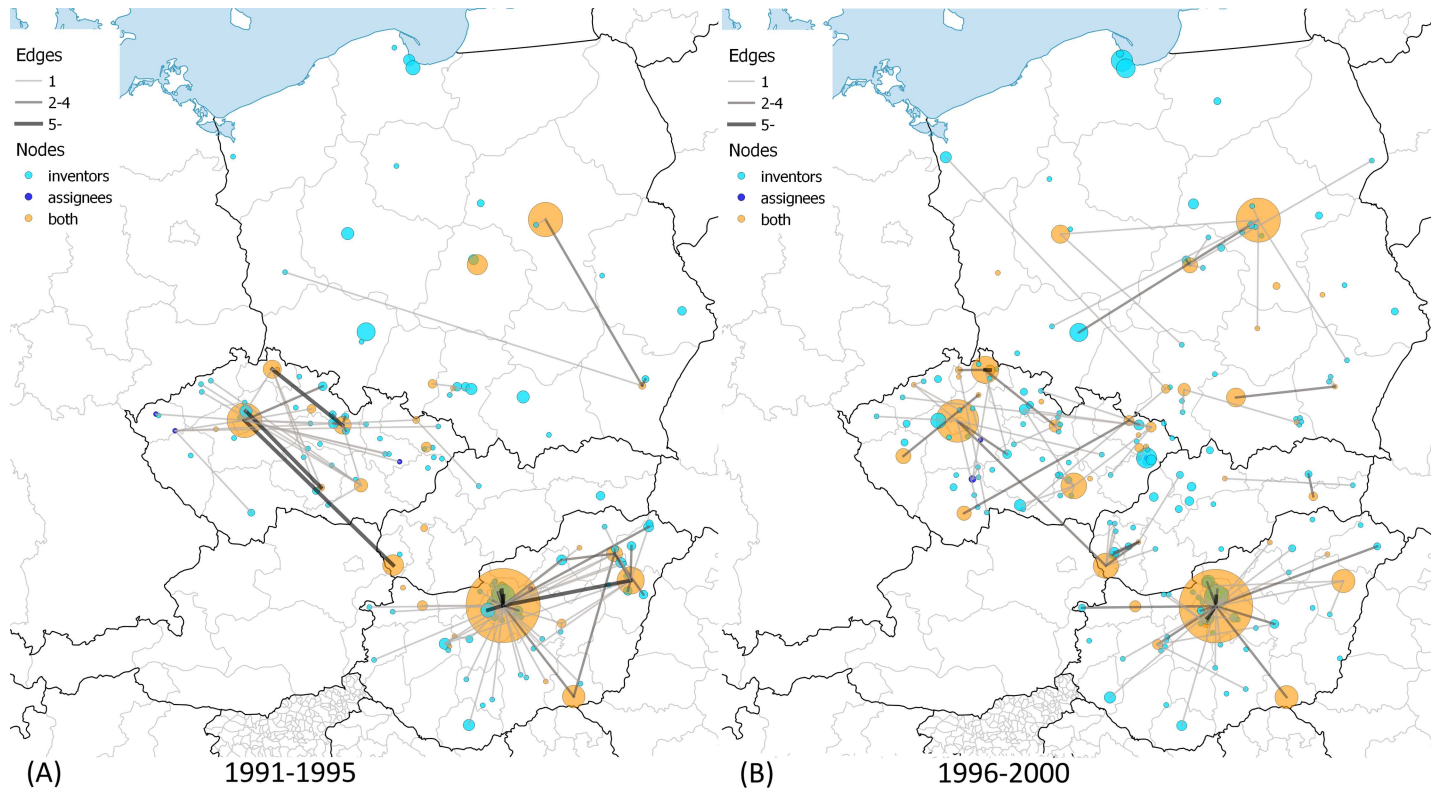 Edges
1
2-4
5-
Nodes
inventors
assignees
both
(A)
1991-1995
Edges
1
2-4
5-
Nodes
inventors
assignees
both
(B)
1996-2000